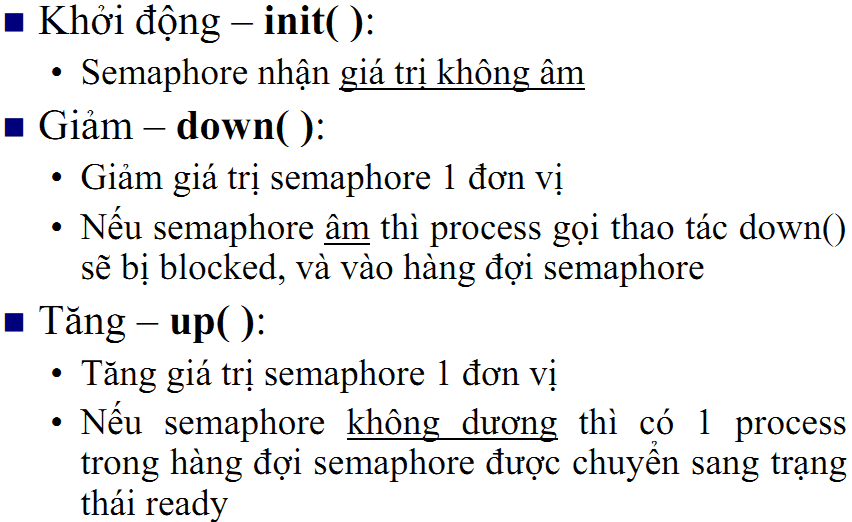 ■ Khởi động – init( ):
• Semaphore nhận giá trị không âm
■ Giảm – down( ):
• Giảm giá trị semaphore 1 đơn vị
• Nếu semaphore âm thì process gọi thao tác down()
sẽ bị blocked, và vào hàng đợi semaphore
■ Tăng – up( ):
• Tăng giá trị semaphore 1 đơn vị
• Nếu semaphore không dương thì có 1 process
trong hàng đợi semaphore được chuyển sang trạng
thái ready